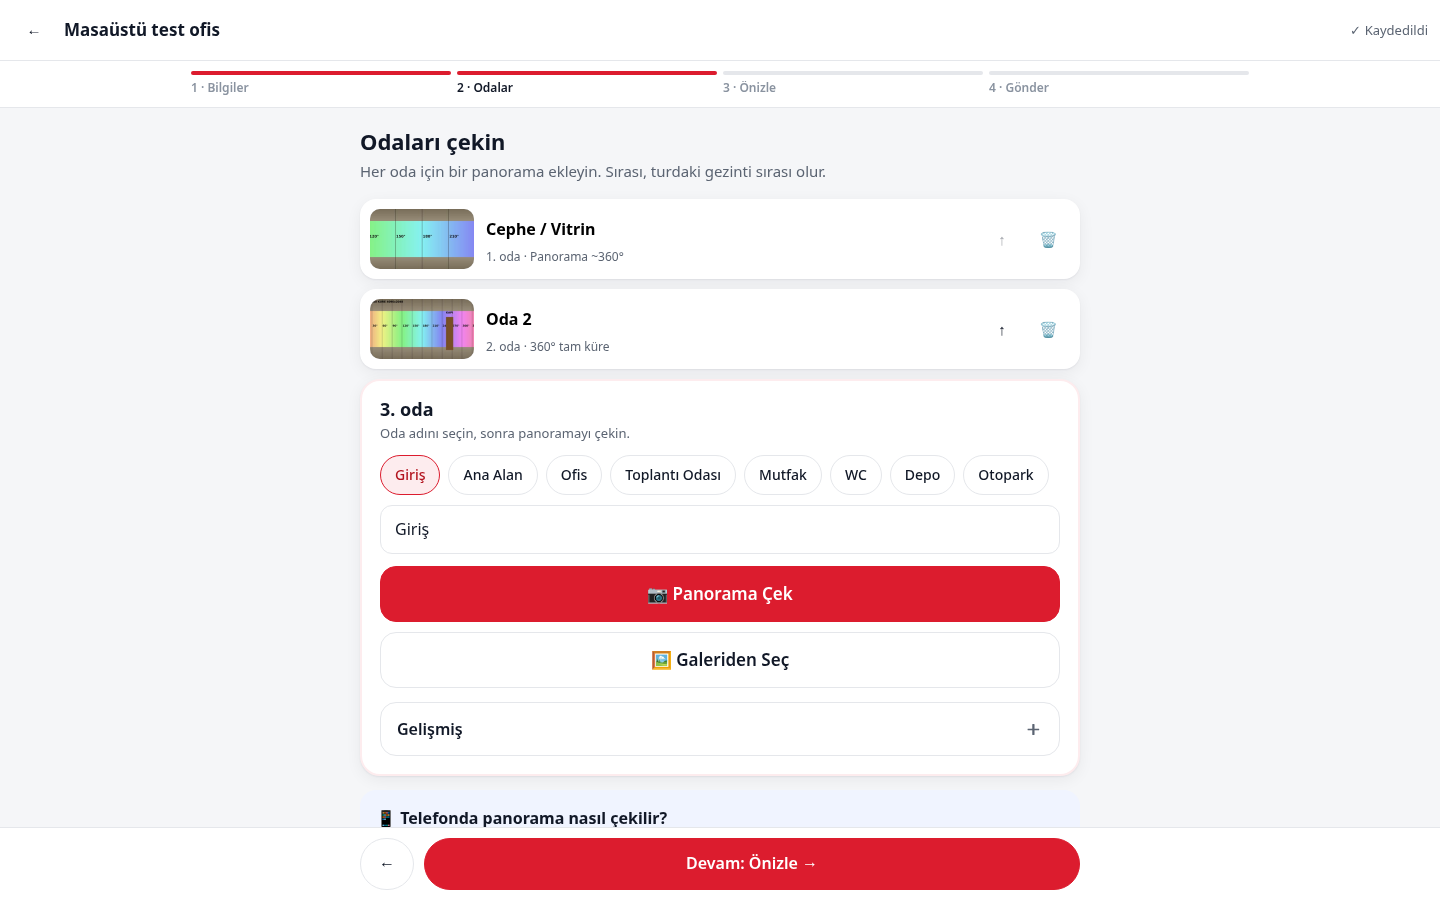 ← Masaüstü test ofis
✓ Kaydedildi
1 · Bilgiler
2 · Odalar
3 · Önizle
4 · Gönder
Odaları çekin
Her oda için bir panorama ekleyin. Sırası, turdaki gezinti sırası olur.
Cephe / Vitrin
1. oda · Panorama ~360°
↑
Oda 2
2. oda · 360° tam küre
↑
3. oda
Oda adını seçin, sonra panoramayı çekin.
Giriş
Ana Alan
Ofis
Toplantı Odası
Mutfak
WC
Depo
Otopark
Giriş
📷 Panorama Çek
🖼️ Galeriden Seç
Gelişmiş +
📱 Telefonda panorama nasıl çekilir?
←
Devam: Önizle →